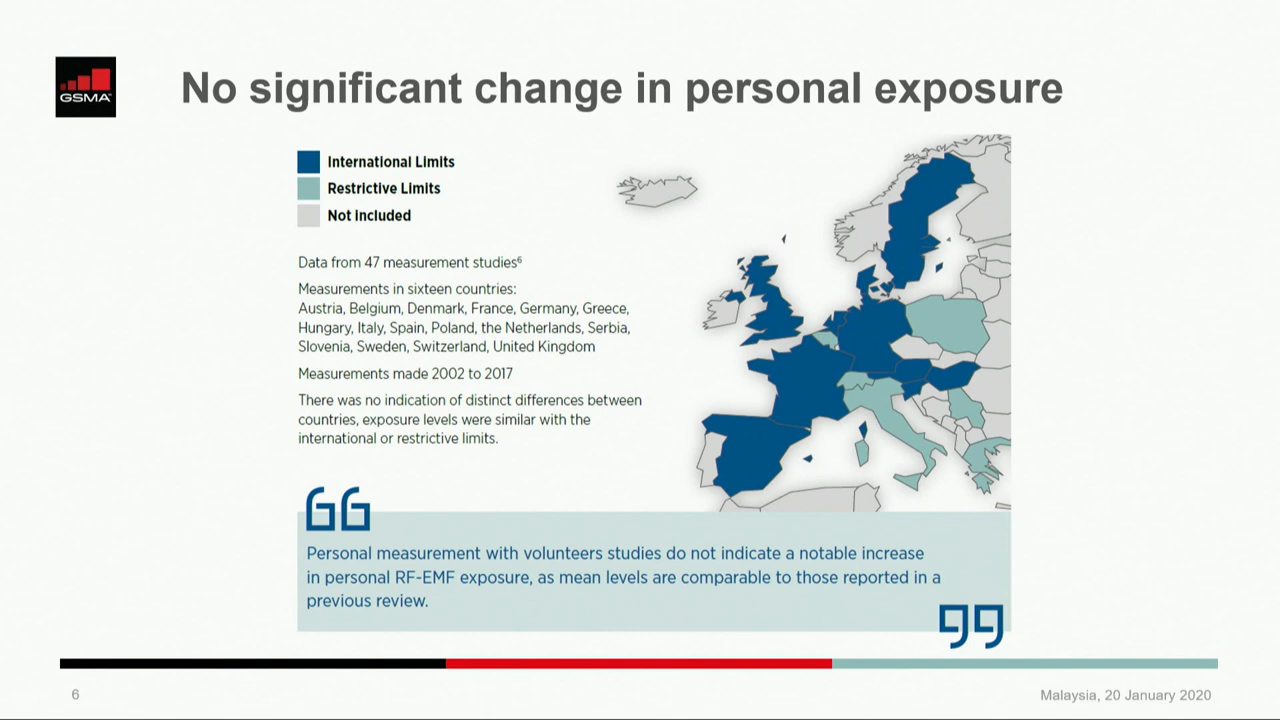 GSMA™
No significant change in personal exposure
International Limits
Restrictive Limits
Not included
Data from 47 measurement studies⁶
Measurements in sixteen countries:
Austria, Belgium, Denmark, France, Germany, Greece,
Hungary, Italy, Spain, Poland, the Netherlands, Serbia,
Slovenia, Sweden, Switzerland, United Kingdom
Measurements made 2002 to 2017
There was no indication of distinct differences between
countries, exposure levels were similar with the
international or restrictive limits.
Personal measurement with volunteers studies do not indicate a notable increase
in personal RF-EMF exposure, as mean levels are comparable to those reported in a
previous review.
6
Malaysia, 20 January 2020